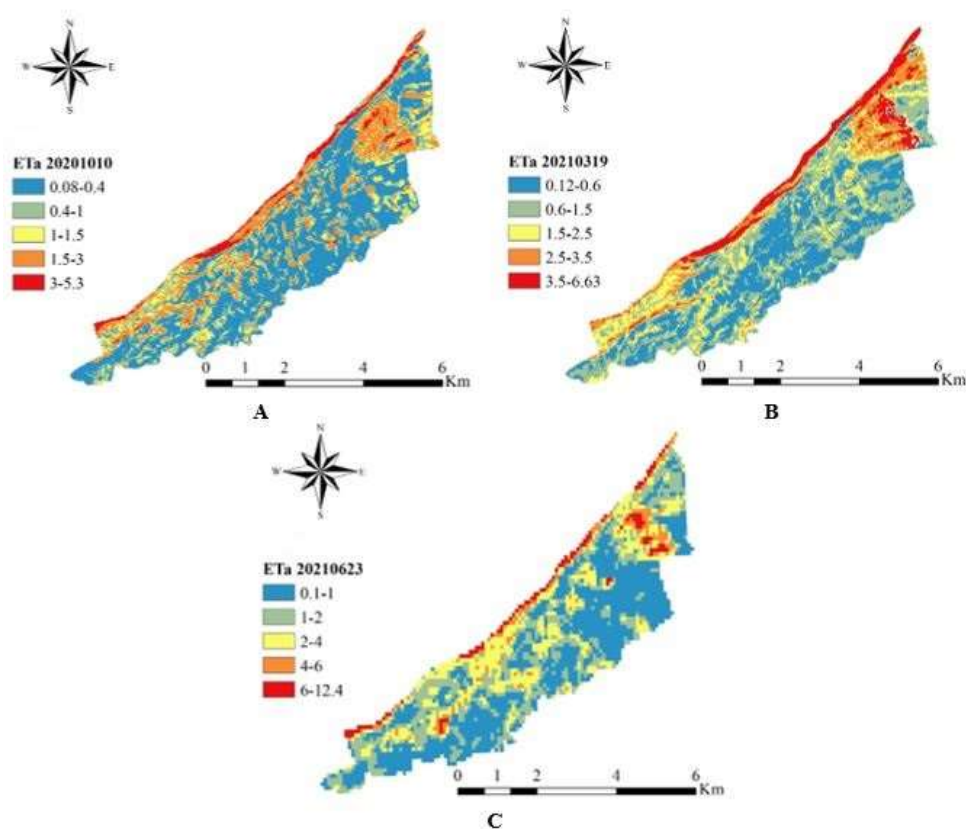 N
W E
S
ETa 20201010
0.08-0.4
0.4-1
1-1.5
1.5-3
3-5.3
0 1 2 4 6
Km
A
N
W E
S
ETa 20210319
0.12-0.6
0.6-1.5
1.5-2.5
2.5-3.5
3.5-6.63
0 1 2 4 6
Km
B
N
W E
S
ETa 20210623
0.1-1
1-2
2-4
4-6
6-12.4
0 1 2 4 6
Km
C